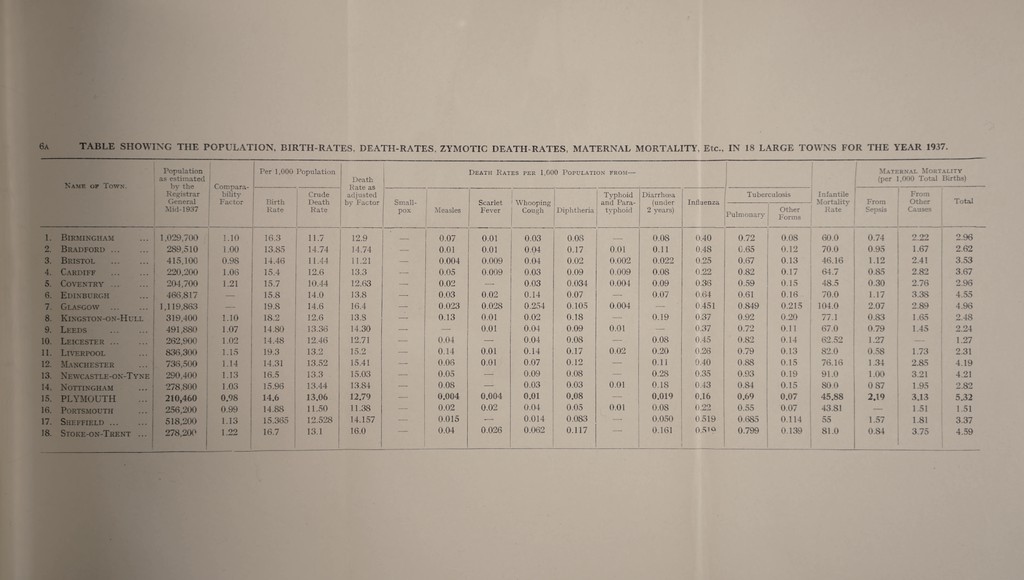 6A TABLE SHOWING THE POPULATION, BIRTH-RATES, DEATH-RATES, ZYMOTIC DEATH-RATES, MATERNAL MORTALITY, Etc., IN 18 LARGE TOWNS FOR THE YEAR 1937.
Name of Town. Population as estimated by the Registrar General Mid-1937 Comparability Factor Per 1,000 Population Birth Rate Crude Death Rate Death Rate as adjusted by Factor Death Rates per 1,000 Population from— Smallpox Measles Scarlet Fever Whooping Cough Diphtheria Typhoid and Paratyphoid Diarrhœa (under 2 years) Influenza Tuberculosis Pulmonary Other Forms Infantile Mortality Rate Maternal Mortality (per 1,000 Total Births) From Sepsis From Other Causes Total
1. Birmingham ... 1,029,700 1.10 16.3 11.7 12.9 — 0.07 0.01 0.03 0.08 — 0.08 0.40 0.72 0.08 60.0 0.74 2.22 2.96
2. Bradford ... ... 289,510 1.00 13.85 14.74 14.74 — 0.01 0.01 0.04 0.17 0.01 0.11 0.48 0.65 0.12 70.0 0.95 1.67 2.62
3. Bristol ... ... 415,100 0.98 14.46 11.44 11.21 — 0.004 0.009 0.04 0.02 0.002 0.022 0.25 0.67 0.13 46.16 1.12 2.41 3.53
4. Cardiff ... ... 220,200 1.06 15.4 12.6 13.3 — 0.05 0.009 0.03 0.09 0.009 0.08 0.22 0.82 0.17 64.7 0.85 2.82 3.67
5. Coventry ... ... 204,700 1.21 15.7 10.44 12.63 — 0.02 — 0.03 0.034 0.004 0.09 0.36 0.59 0.15 48.5 0.30 2.76 2.96
6. Edinburgh ... 466,817 — 15.8 14.0 13.8 — 0.03 0.02 0.14 0.07 — 0.07 0.64 0.61 0.16 70.0 1.17 3.38 4.55
7. Glasgow ... ... 1,119,863 — 19.8 14.6 16.4 — 0.023 0.028 0.254 0.105 0.004 — 0.451 0.849 0.215 104.0 2.07 2.89 4.96
8. Kingston-on-Hull 319,400 1.10 18.2 12.6 13.8 — 0.13 0.01 0.02 0.18 — 0.19 0.37 0.92 0.20 77.1 0.83 1.65 2.48
9. Leeds ... ... 491,880 1.07 14.80 13.36 14.30 — — 0.01 0.04 0.09 0.01 — 0.37 0.72 0.11 67.0 0.79 1.45 2.24
10. Leicester ... ... 262,900 1.02 14.48 12.46 12.71 — 0.04 — 0.04 0.08 — 0.08 0.45 0.82 0.14 62.52 1.27 — 1.27
11. Liverpool ... 836,300 1.15 19.3 13.2 15.2 — 0.14 0.01 0.14 0.17 0.02 0.20 0.26 0.79 0.13 82.0 0.58 1.73 2.31
12. Manchester ... 736,500 1.14 14.31 13.52 15.41 — 0.06 0.01 0.07 0.12 — 0.11 0.40 0.88 0.15 76.16 1.34 2.85 4.19
13. Newcastle-on-Tyne 290,400 1.13 16.5 13.3 15.03 — 0.05 — 0.09 0.08 — 0.28 0.35 0.93 0.19 91.0 1.00 3.21 4.21
14. Nottingham ... 278,800 1.03 15.96 13.44 13.84 — 0.08 — 0.03 0.03 0.01 0.18 0.43 0.84 0.15 80.0 0.87 1.95 2.82
15. PLYMOUTH ... 210,460 0,98 14,6 13,06 12,79 — 0,004 0,004 0,01 0,08 — 0,019 0,16 0,69 0,07 45,88 2,19 3,13 5,32
16. Portsmouth ... 256,200 0.99 14.88 11.50 11.38 — 0.02 0.02 0.04 0.05 0.01 0.08 0.22 0.55 0.07 43.81 — 1.51 1.51
17. Sheffield ... ... 518,200 1.13 15.365 12.528 14.157 — 0.015 — 0.014 0.083 — 0.050 0.519 0.685 0.114 55 1.57 1.81 3.37
18. Stoke-on-Trent ... 278,200 1.22 16.7 13.1 16.0 — 0.04 0.026 0.062 0.117 — 0.161 0.519 0.799 0.139 81.0 0.84 3.75 4.59